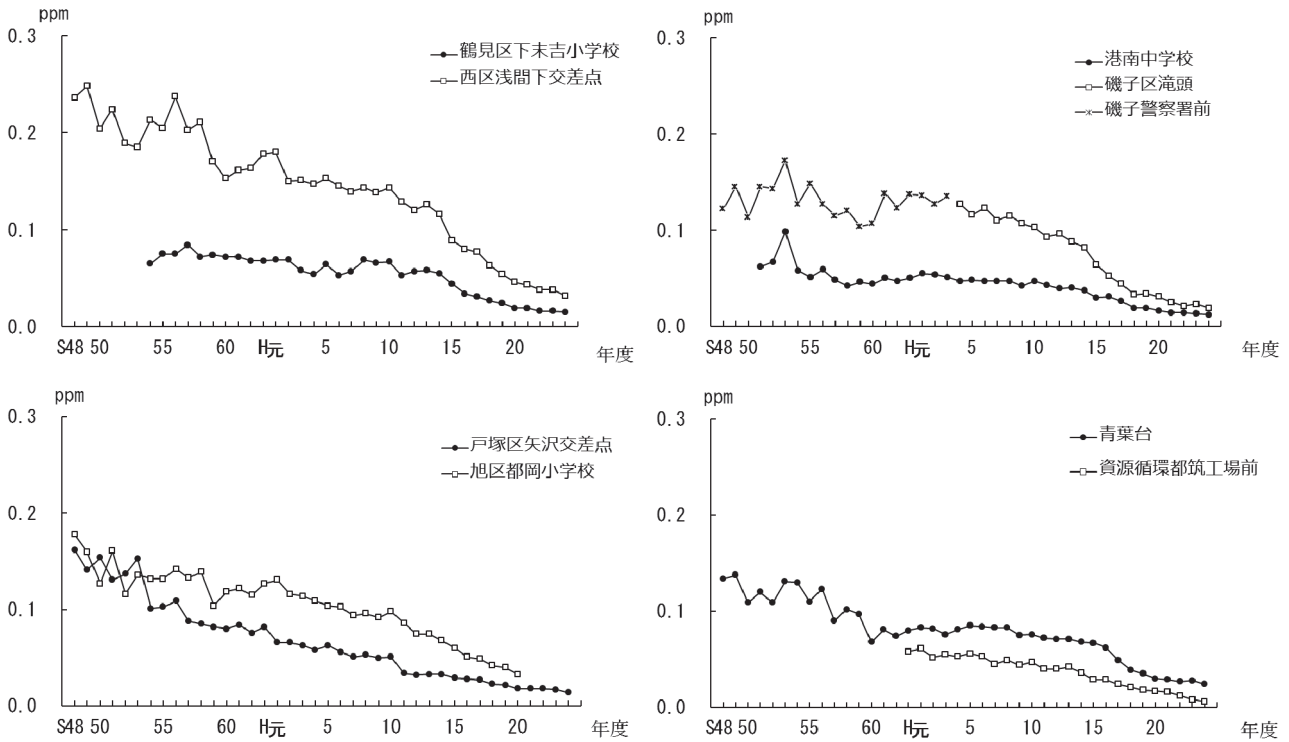 ppm
0.3
0.2
0.1
0.0
鶴見区下末吉小学校
西区浅間下交差点
S48 50 55 60 H元 5 10 15 20 年度
ppm
0.3
0.2
0.1
0.0
港南中学校
磯子区滝頭
磯子警察署前
S48 50 55 60 H元 5 10 15 20 年度
ppm
0.3
0.2
0.1
0.0
戸塚区矢沢交差点
旭区都岡小学校
S48 50 55 60 H元 5 10 15 20 年度
ppm
0.3
0.2
0.1
0.0
青葉台
資源循環都筑工場前
S48 50 55 60 H元 5 10 15 20 年度